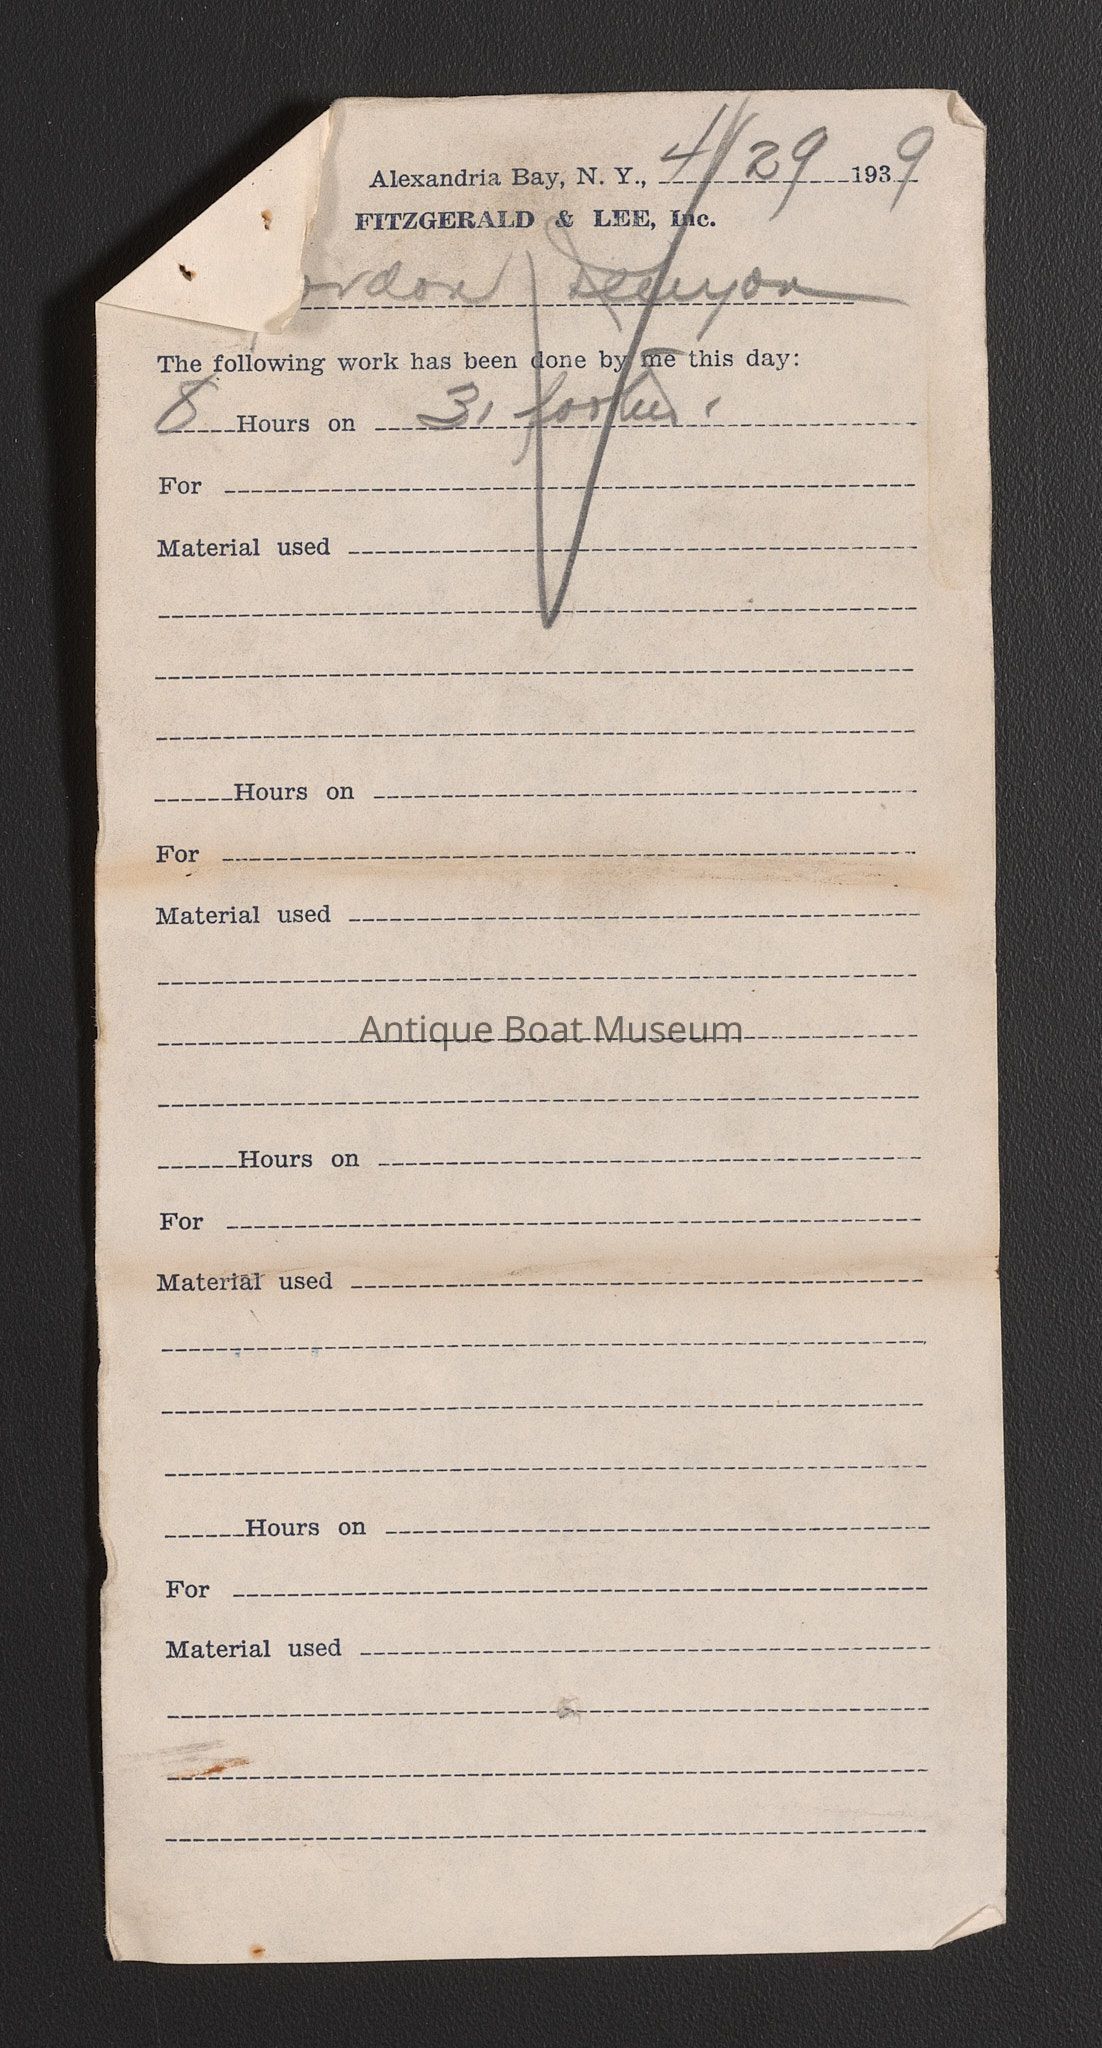 Alexandria Bay, N. Y., 4/29 1939
FITZGERALD & LEE, Inc.
ordon
The following work has been done by me this day:
8 Hours on 3,
For
Material used
Hours on
For
Material used
Antique Boat Museum
Hours on
For
Material used
Hours on
For
Material used